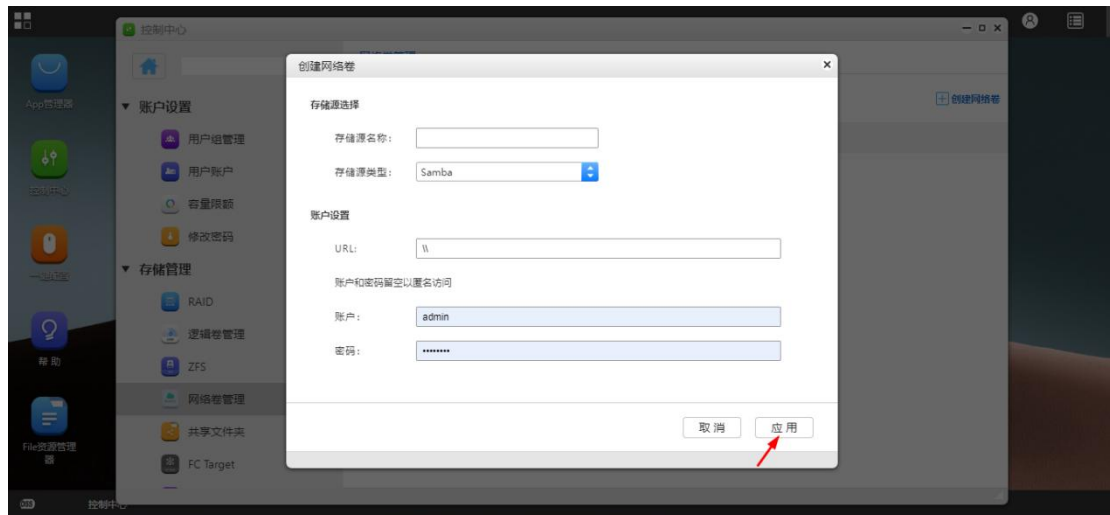 控制中心
创建网络卷
存储源选择
存储源名称:
存储源类型: Samba
账户设置
URL: \\
账户和密码留空以匿名访问
账户: admin
密码: ••••••••
取消 应用
创建网络卷
账户设置
用户组管理
用户账户
容量限额
修改密码
存储管理
RAID
逻辑卷管理
ZFS
网络卷管理
共享文件夹
FC Target
App管理器
控制中心
帮助
File资源管理
器
控制中心